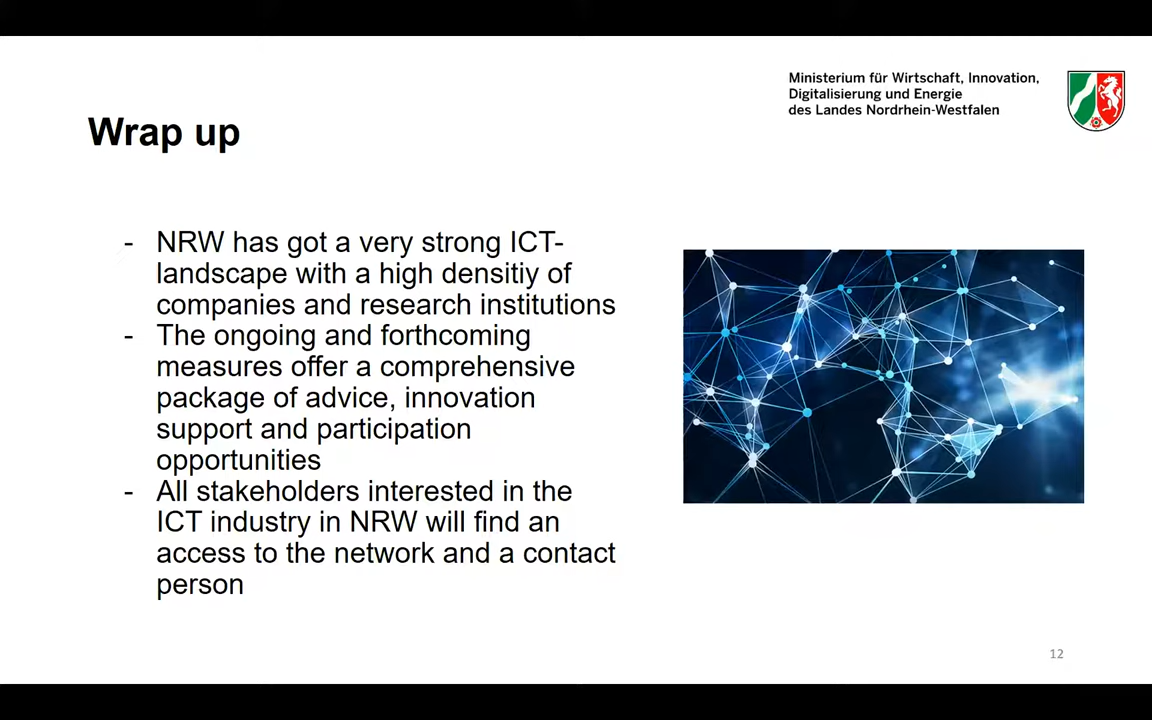 Ministerium für Wirtschaft, Innovation,
Digitalisierung und Energie
des Landes Nordrhein-Westfalen
Wrap up
- NRW has got a very strong ICT-
landscape with a high densitiy of
companies and research institutions
- The ongoing and forthcoming
measures offer a comprehensive
package of advice, innovation
support and participation
opportunities
- All stakeholders interested in the
ICT industry in NRW will find an
access to the network and a contact
person
12